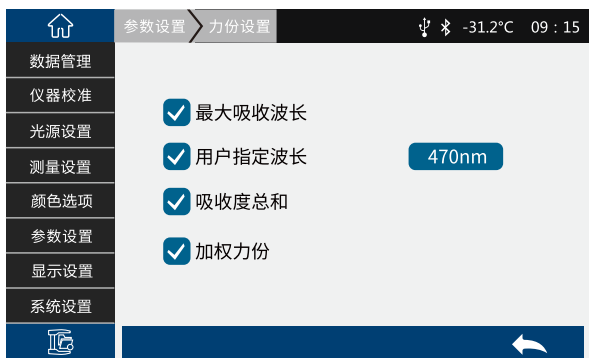 参数设置 力份设置 -31.2°C 09 : 15
数据管理
仪器校准
光源设置
测量设置
颜色选项
参数设置
显示设置
系统设置
最大吸收波长
用户指定波长 470nm
吸收度总和
加权力份